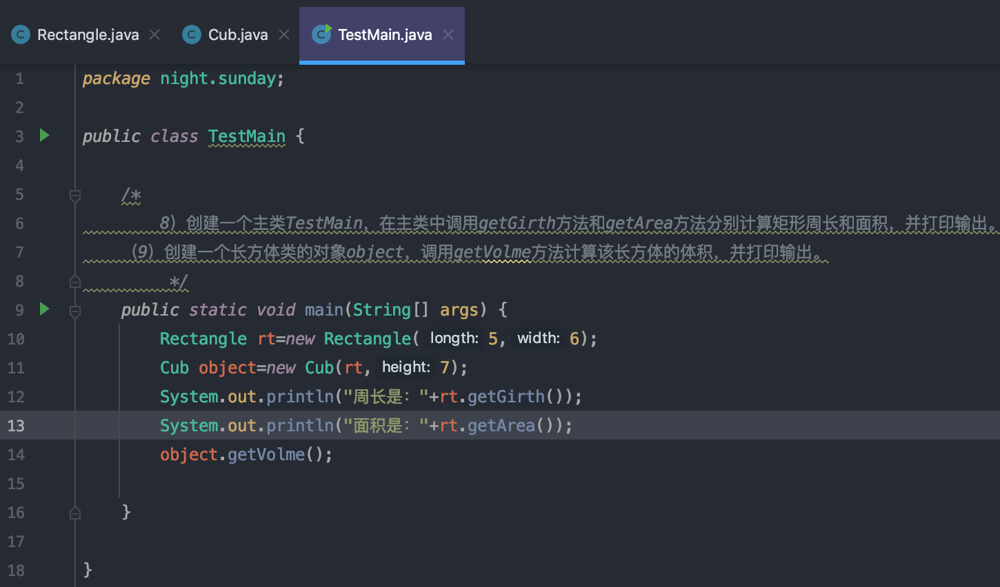 Rectangle.java
Cub.java
TestMain.java
1 package night.sunday;
2
3 public class TestMain {
4
5 /*
6 8）创建一个主类TestMain，在主类中调用getGirth方法和getArea方法分别计算矩形周长和面积，并打印输出。
7 （9）创建一个长方体类的对象object，调用getVolme方法计算该长方体的体积，并打印输出。
8 */
9 public static void main(String[] args) {
10 Rectangle rt=new Rectangle( longth: 5, width: 6);
11 Cub object=new Cub(rt, height: 7);
12 System.out.println("周长是："+rt.getGirth());
13 System.out.println("面积是："+rt.getArea());
14 object.getVolme();
15
16 }
17
18 }